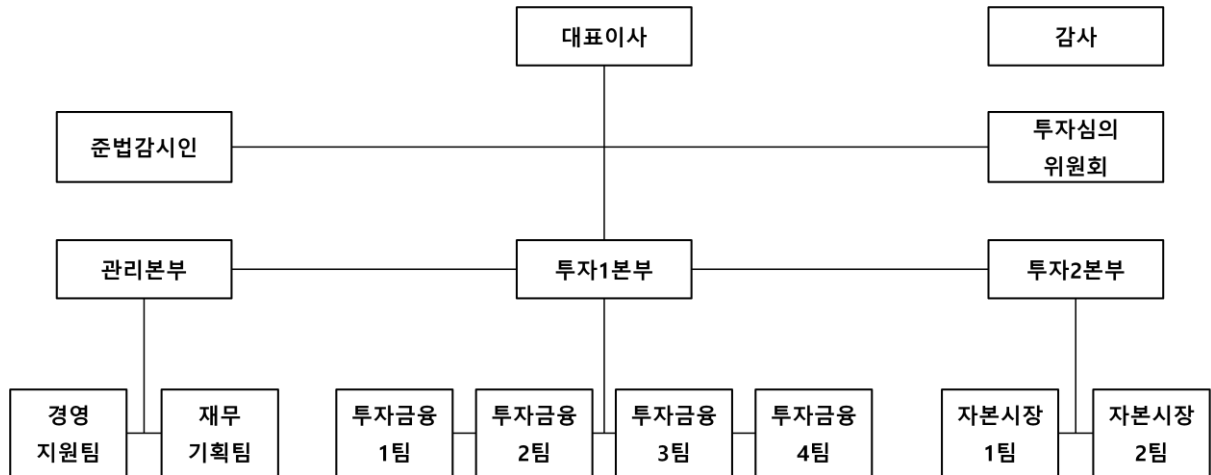 대표이사
감사
준법감시인
투자심의
위원회
관리본부
투자1본부
투자2본부
경영
지원팀
재무
기획팀
투자금융
1팀
투자금융
2팀
투자금융
3팀
투자금융
4팀
자본시장
1팀
자본시장
2팀